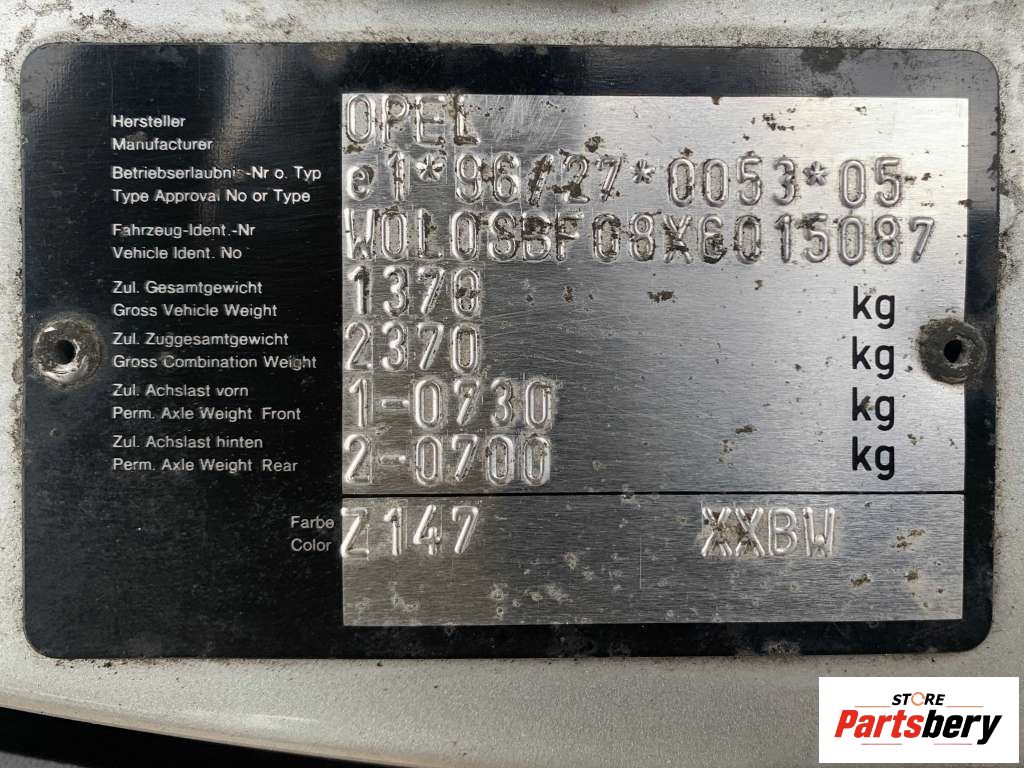 Hersteller
Manufacturer
OPEL
Betriebserlaubnis-Nr o. Typ
Type Approval No or Type
e1*96/27*0053*05
Fahrzeug-Ident.-Nr
Vehicle Ident. No
W0L0SBF08XG015087
Zul. Gesamtgewicht
Gross Vehicle Weight
1370 kg
Zul. Zuggesamtgewicht
Gross Combination Weight
2370 kg
Zul. Achslast vorn
Perm. Axle Weight Front
1-0730 kg
Zul. Achslast hinten
Perm. Axle Weight Rear
2-0700 kg
Farbe
Color
Z147 XXBW
STORE
Partsbery